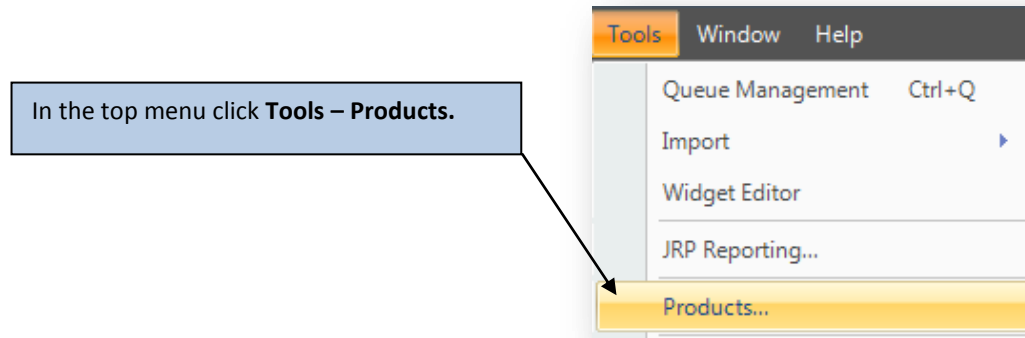 Tools Window Help
In the top menu click Tools – Products.
Queue Management Ctrl+Q
Import
Widget Editor
JRP Reporting...
Products...